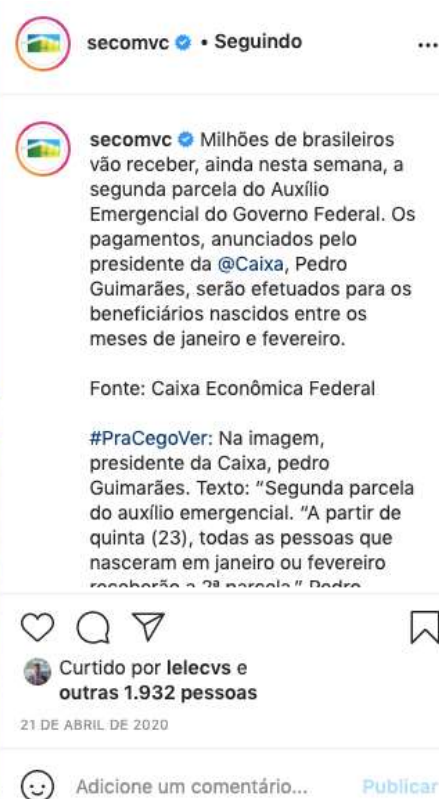 secomvc • Seguindo
secomvc Milhões de brasileiros
vão receber, ainda nesta semana, a
segunda parcela do Auxílio
Emergencial do Governo Federal. Os
pagamentos, anunciados pelo
presidente da @Caixa, Pedro
Guimarães, serão efetuados para os
beneficiários nascidos entre os
meses de janeiro e fevereiro.
Fonte: Caixa Econômica Federal
#PraCegoVer: Na imagem,
presidente da Caixa, pedro
Guimarães. Texto: "Segunda parcela
do auxílio emergencial. "A partir de
quinta (23), todas as pessoas que
nasceram em janeiro ou fevereiro
receberão a 2ª parcela." Pedro
Curtido por lelecvs e
outras 1.932 pessoas
21 DE ABRIL DE 2020
Adicione um comentário... Publicar